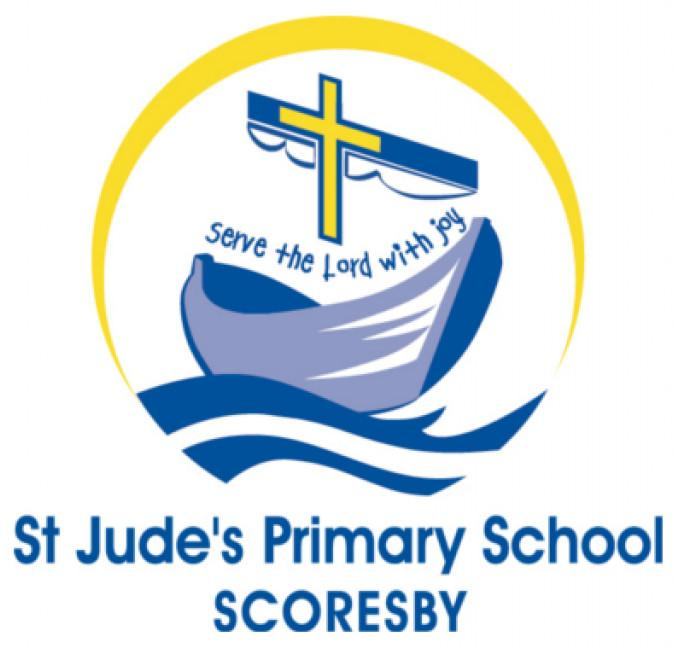 serve the Lord with joy
St Jude's Primary School
SCORESBY